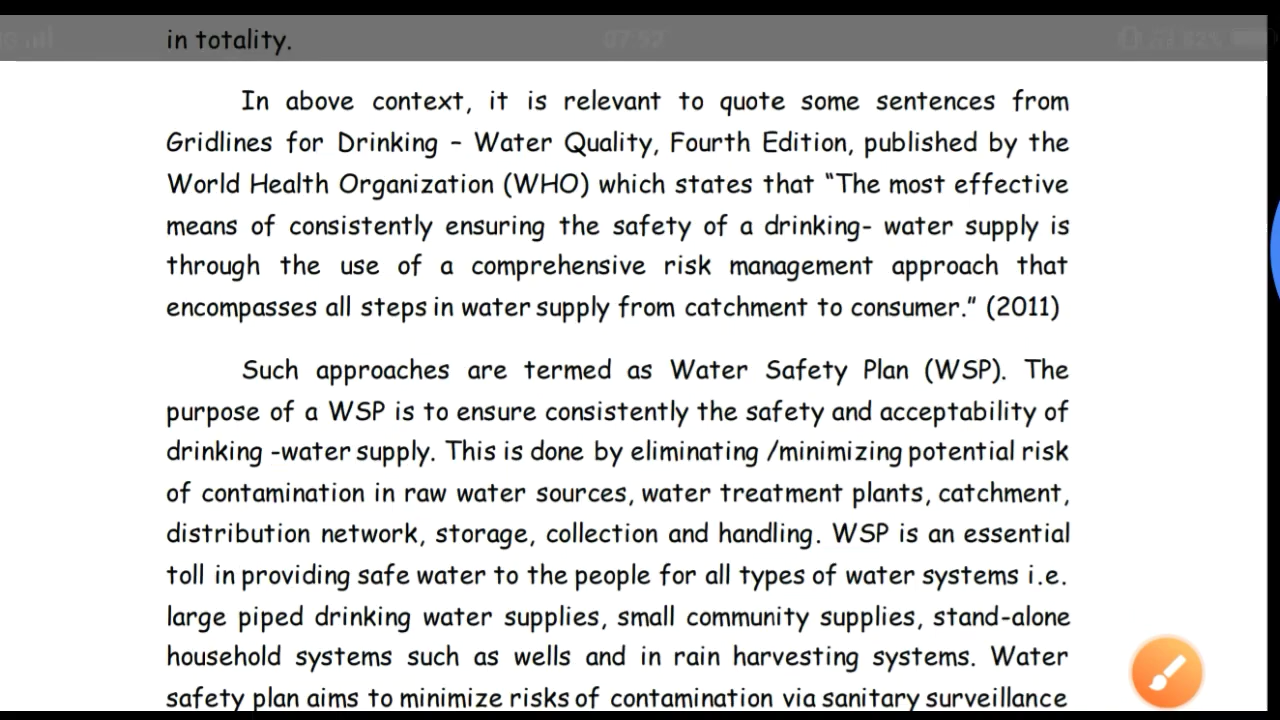 in totality.
07:52
82%
In above context, it is relevant to quote some sentences from
Gridlines for Drinking – Water Quality, Fourth Edition, published by the
World Health Organization (WHO) which states that “The most effective
means of consistently ensuring the safety of a drinking- water supply is
through the use of a comprehensive risk management approach that
encompasses all steps in water supply from catchment to consumer.” (2011)
Such approaches are termed as Water Safety Plan (WSP). The
purpose of a WSP is to ensure consistently the safety and acceptability of
drinking -water supply. This is done by eliminating /minimizing potential risk
of contamination in raw water sources, water treatment plants, catchment,
distribution network, storage, collection and handling. WSP is an essential
toll in providing safe water to the people for all types of water systems i.e.
large piped drinking water supplies, small community supplies, stand-alone
household systems such as wells and in rain harvesting systems. Water
safety plan aims to minimize risks of contamination via sanitary surveillance